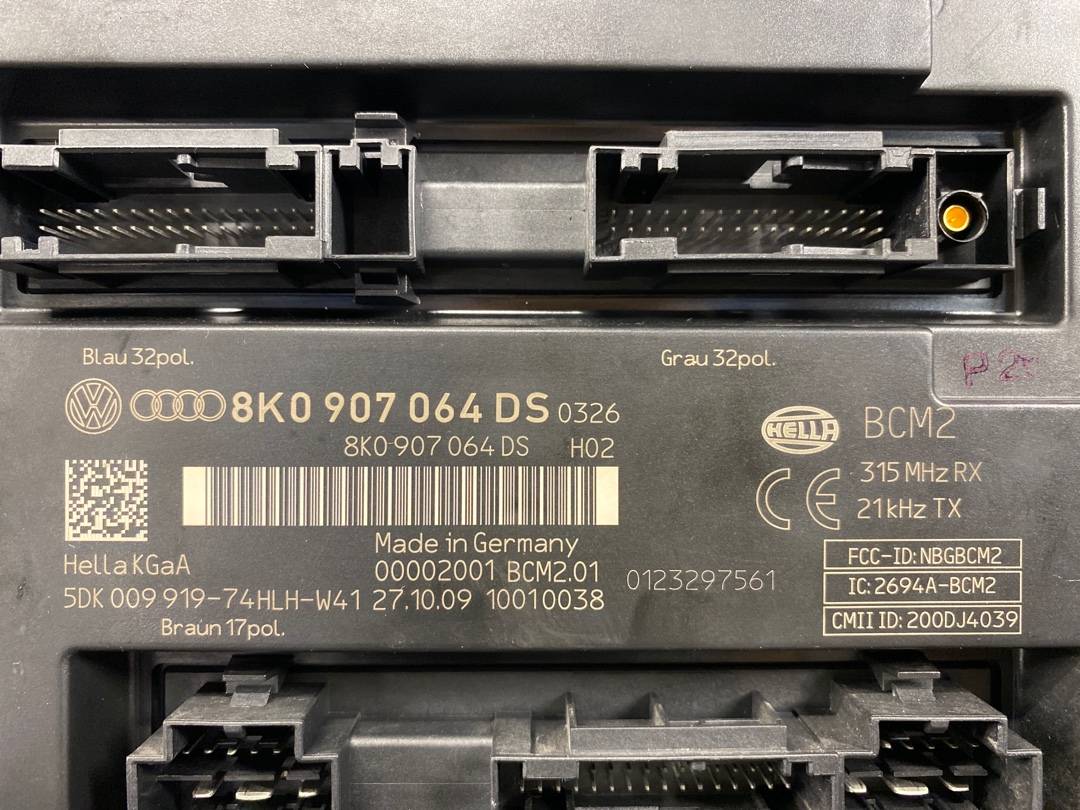 Blau 32pol.
Grau 32pol.
8K0 907 064 DS 0326
8K0 907 064 DS H02
HELLA BCM2
315 MHz RX
21kHz TX
Made in Germany
Hella KGaA
00002001 BCM2.01
0123297561
5DK 009 919-74HLH-W41 27.10.09 10010038
Braun 17pol.
FCC-ID: NBGBCM2
IC: 2694A-BCM2
CMII ID: 200DJ4039